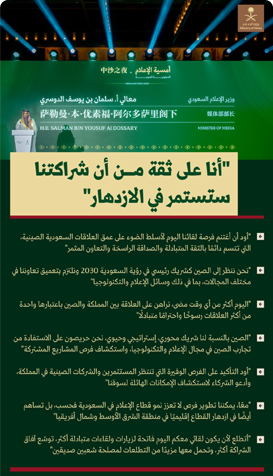 أمسية الإعلام
中沙之夜
معالي أ. سلمان بن يوسف الدوسري
وزير الإعلام السعودي
萨勒曼·本·优素福·阿尔多萨里阁下
媒体部部长
H.E. SALMAN BIN YOUSUF Al DOSSARY
MINISTER OF MEDIA
"أنا على ثقة مـــن أن شراكتنا
ستستمر في الازدهار"
"أود أن أغتنم فرصة لقائنا اليوم لأسلط الضوء على عمق العلاقات السعودية الصينية،
التي تتسم دائمًا بالثقة المتبادلة والصداقة الراسخة والتعاون المثمر"
"نحن ننظر إلى الصين كشريك رئيسي في رؤية السعودية 2030 ونلتزم بتعميق تعاوننا في
مختلف المجالات، بما في ذلك وسائل الإعلام والتكنولوجيا"
"اليوم أكثر من أي وقت مضى، نراهن على العلاقة بين المملكة والصين باعتبارها واحدة
من أكثر العلاقات رسوخًا واحترامًا متبادلًا"
"الصين بالنسبة لنا شريك محوري، إستراتيجي وحيوي، نحن حريصون على الاستفادة من
تجارب الصين في مجال الإعلام والتكنولوجيا، واستكشاف فرص المشاريع المشتركة"
"أود التأكيد على الفرص الوفيرة التي تنتظر المستثمرين والشركات الصينية في المملكة،
وأدعو الشركاء لاستكشاف الإمكانات الهائلة لسوقنا"
"معًا، يمكننا تطوير فرص لا تعزز نمو قطاع الإعلام في السعودية فحسب، بل تساهم
أيضًا في ازدهار القطاع إقليميًا في منطقة الشرق الأوسط وشمال أفريقيا"
"أتطلع لأن يكون لقائي معكم اليوم فاتحة لزيارات ولقاءات متبادلة أكثر، توسّع آفاق
الشراكة أكثر، وتحمل معها مزيدًا من التطلعات لمصلحة شعبين صديقين"